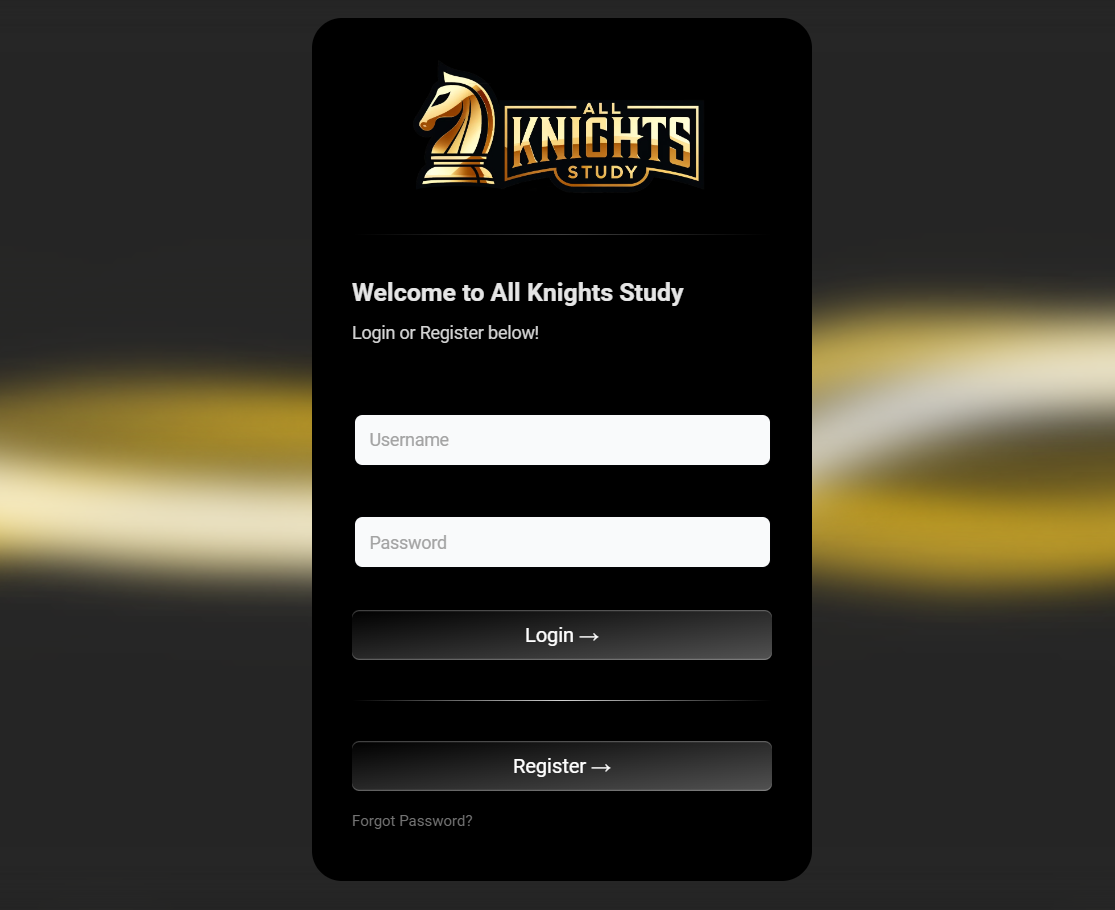 ALL
KNIGHTS
STUDY
Welcome to All Knights Study
Login or Register below!
Username
Password
Login →
Register →
Forgot Password?